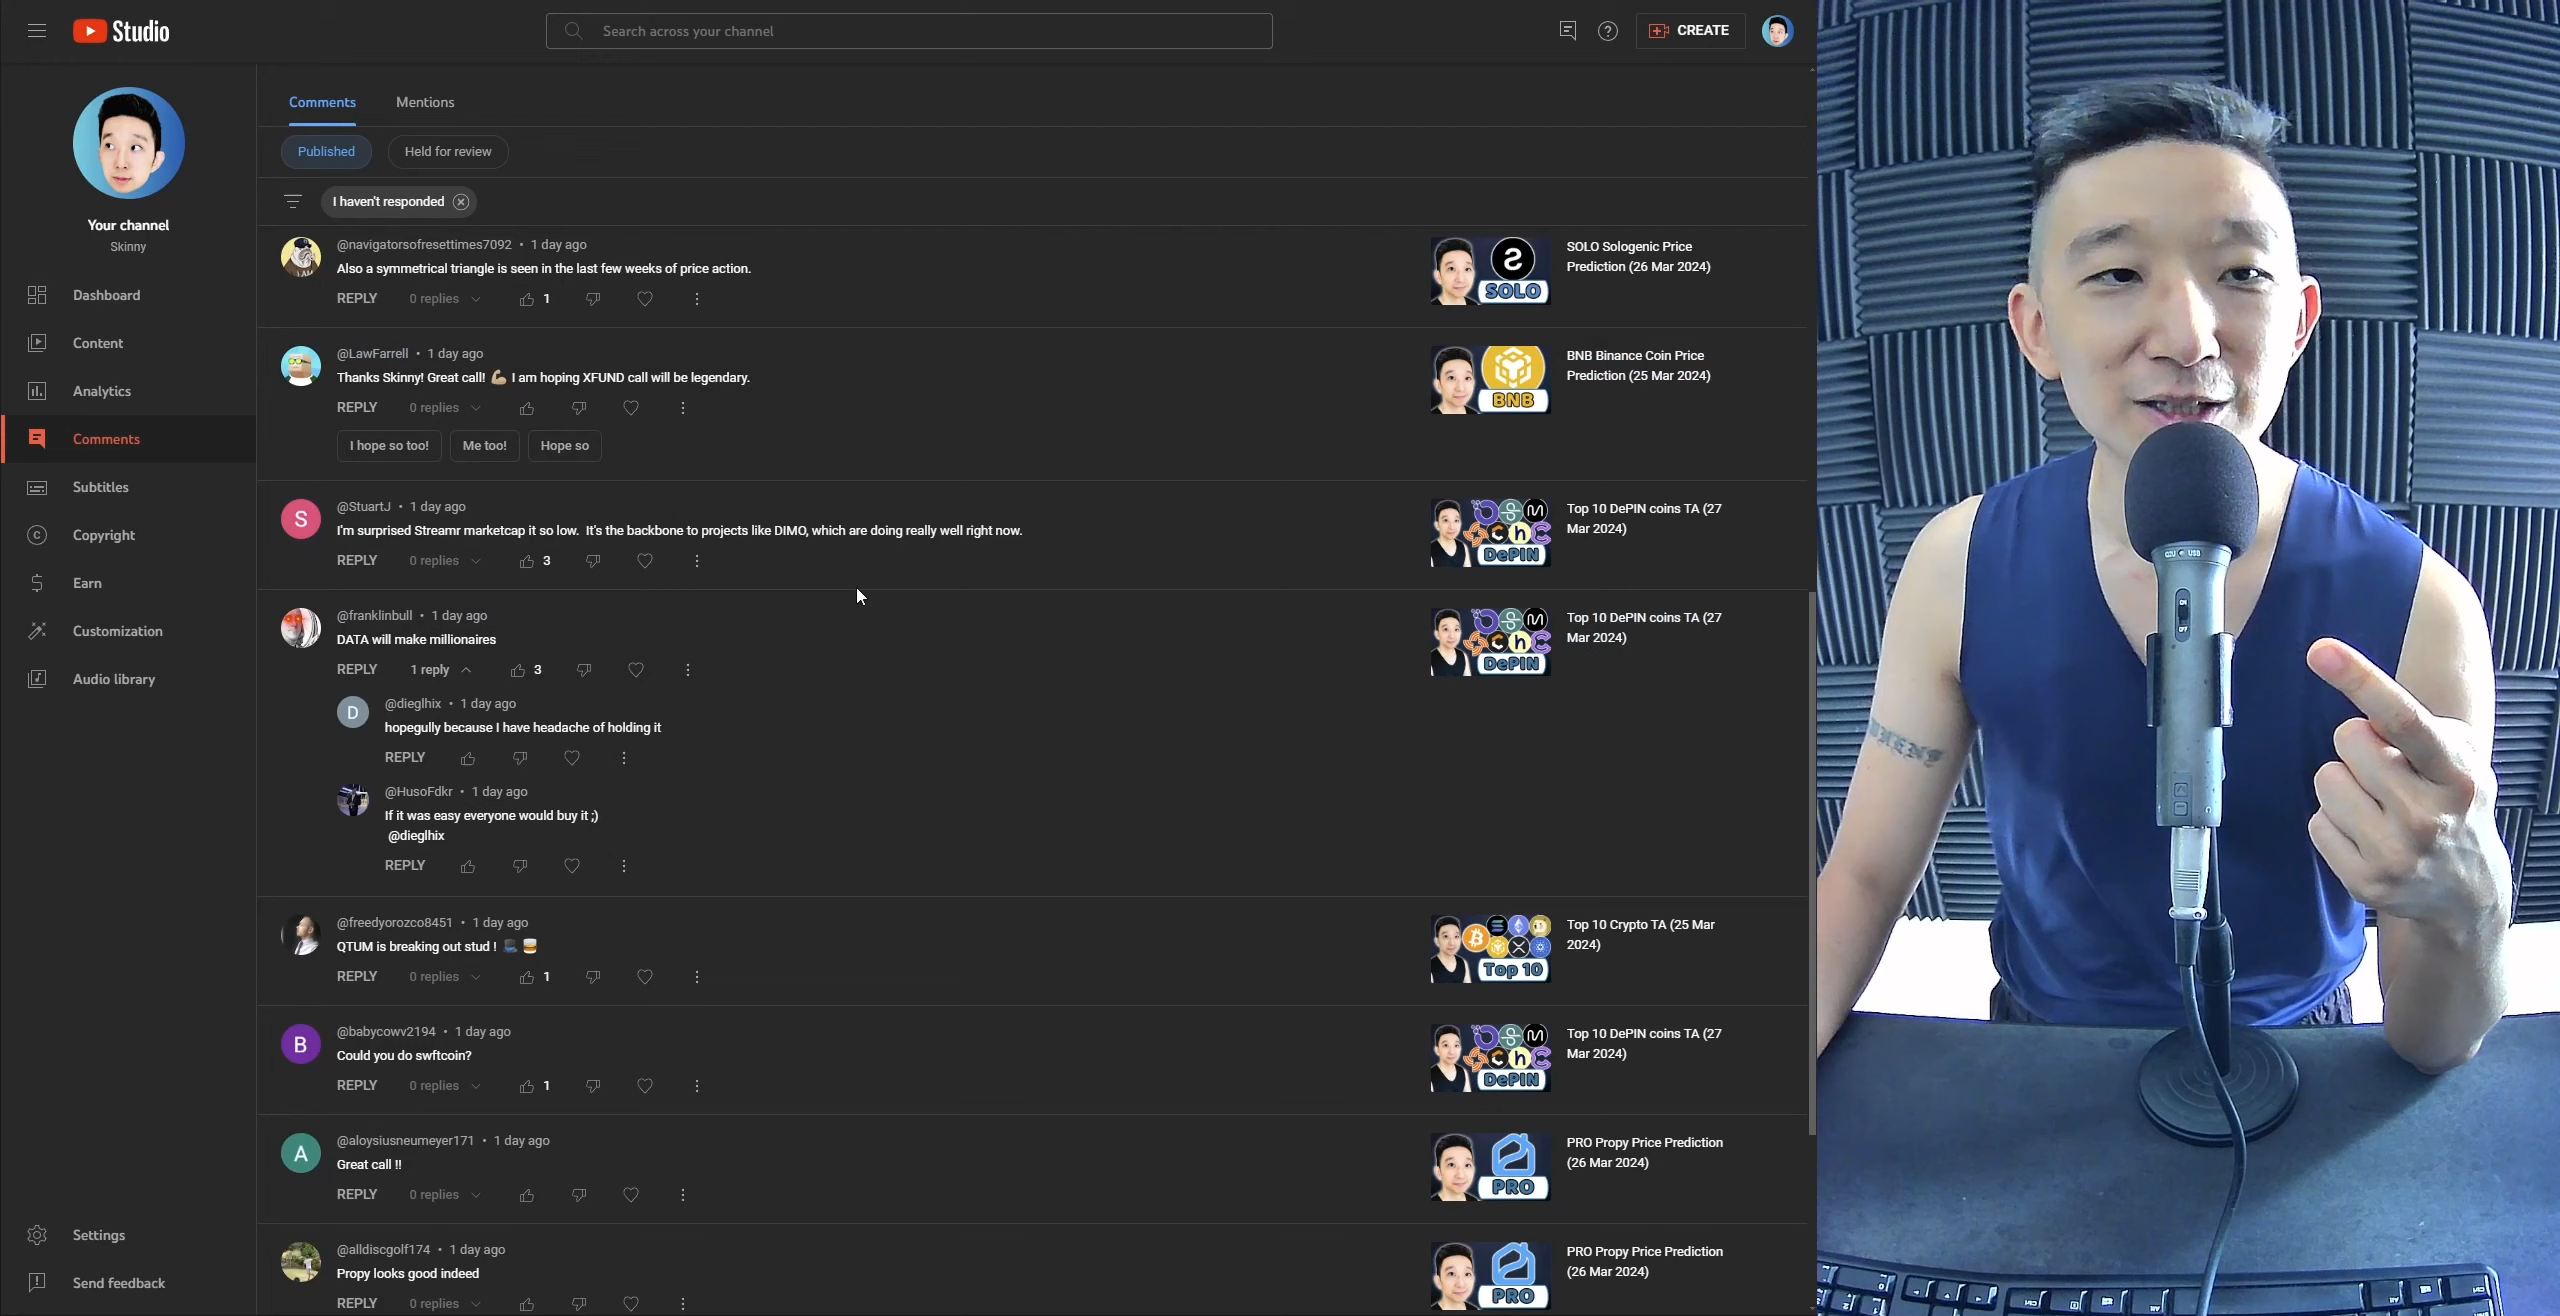 Studio
Search across your channel
CREATE
Your channel
Skinny
Dashboard
Content
Analytics
Comments
Subtitles
Copyright
Earn
Customization
Audio library
Settings
Send feedback
Comments
Mentions
Published
Held for review
I haven't responded
@navigatorsofresettimes7092 • 1 day ago
Also a symmetrical triangle is seen in the last few weeks of price action.
REPLY 0 replies 1
SOLO
SOLO Sologenic Price
Prediction (26 Mar 2024)
@LawFarrell • 1 day ago
Thanks Skinny! Great call! 💪 I am hoping XFUND call will be legendary.
REPLY 0 replies
I hope so too! Me too! Hope so
BNB
BNB Binance Coin Price
Prediction (25 Mar 2024)
S
@StuartJ • 1 day ago
I'm surprised Streamr marketcap it so low. It's the backbone to projects like DIMO, which are doing really well right now.
REPLY 0 replies 3
DePIN
Top 10 DePIN coins TA (27
Mar 2024)
@franklinbull • 1 day ago
DATA will make millionaires
REPLY 1 reply 3
DePIN
Top 10 DePIN coins TA (27
Mar 2024)
D
@dieglhix • 1 day ago
hopegully because I have headache of holding it
REPLY
@HusoFdkr • 1 day ago
If it was easy everyone would buy it ;)
@dieglhix
REPLY
@freedyorozco8451 • 1 day ago
QTUM is breaking out stud ! 🎩 🥃
REPLY 0 replies 1
Top 10
Top 10 Crypto TA (25 Mar
2024)
B
@babycowv2194 • 1 day ago
Could you do swftcoin?
REPLY 0 replies 1
DePIN
Top 10 DePIN coins TA (27
Mar 2024)
A
@aloysiusneumeyer171 • 1 day ago
Great call !!
REPLY 0 replies
PRO
PRO Propy Price Prediction
(26 Mar 2024)
@alldiscgolf174 • 1 day ago
Propy looks good indeed
REPLY 0 replies
PRO
PRO Propy Price Prediction
(26 Mar 2024)